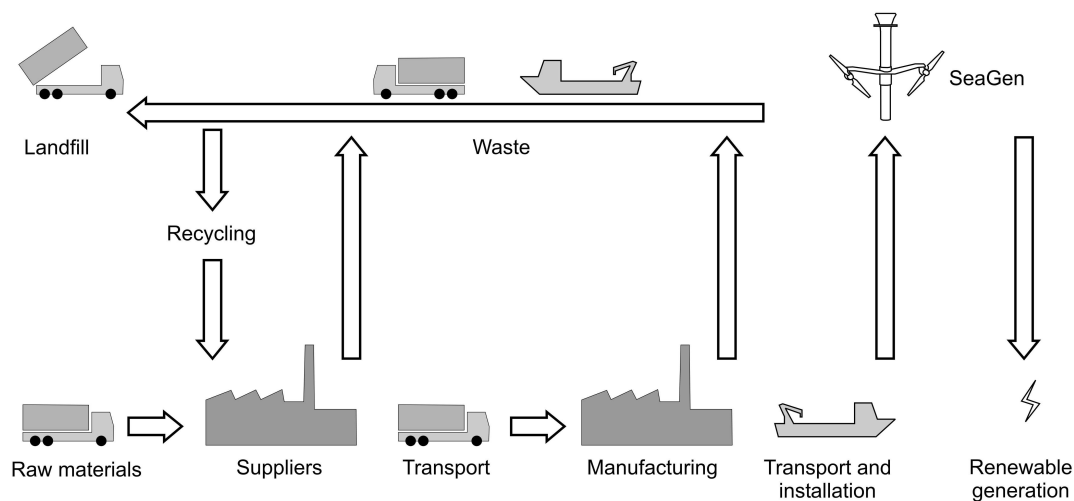 SeaGen
Landfill
Waste
Recycling
Raw materials
Suppliers
Transport
Manufacturing
Transport and
installation
Renewable
generation